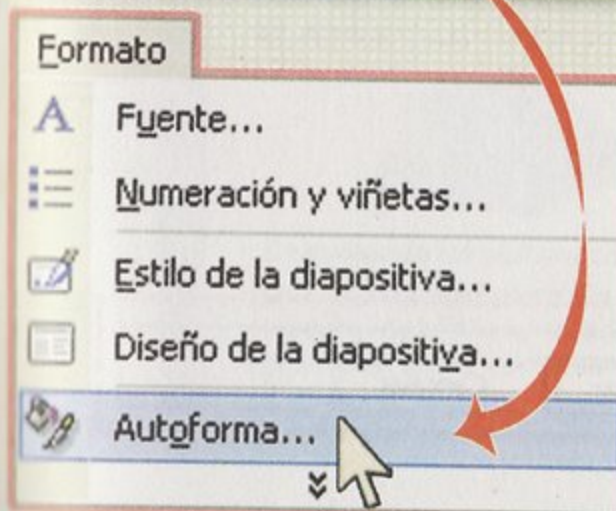 Formato
Fuente...
Numeración y viñetas...
Estilo de la diapositiva...
Diseño de la diapositiva...
Autoforma...